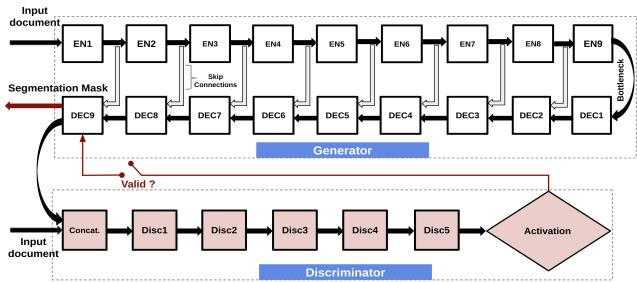 Input
document
EN1
EN2
EN3
EN4
EN5
EN6
EN7
EN8
EN9
Skip
Connections
Bottleneck
Segmentation Mask
DEC9
DEC8
DEC7
DEC6
DEC5
DEC4
DEC3
DEC2
DEC1
Generator
Valid ?
Concat.
Disc1
Disc2
Disc3
Disc4
Disc5
Activation
Input
document
Discriminator